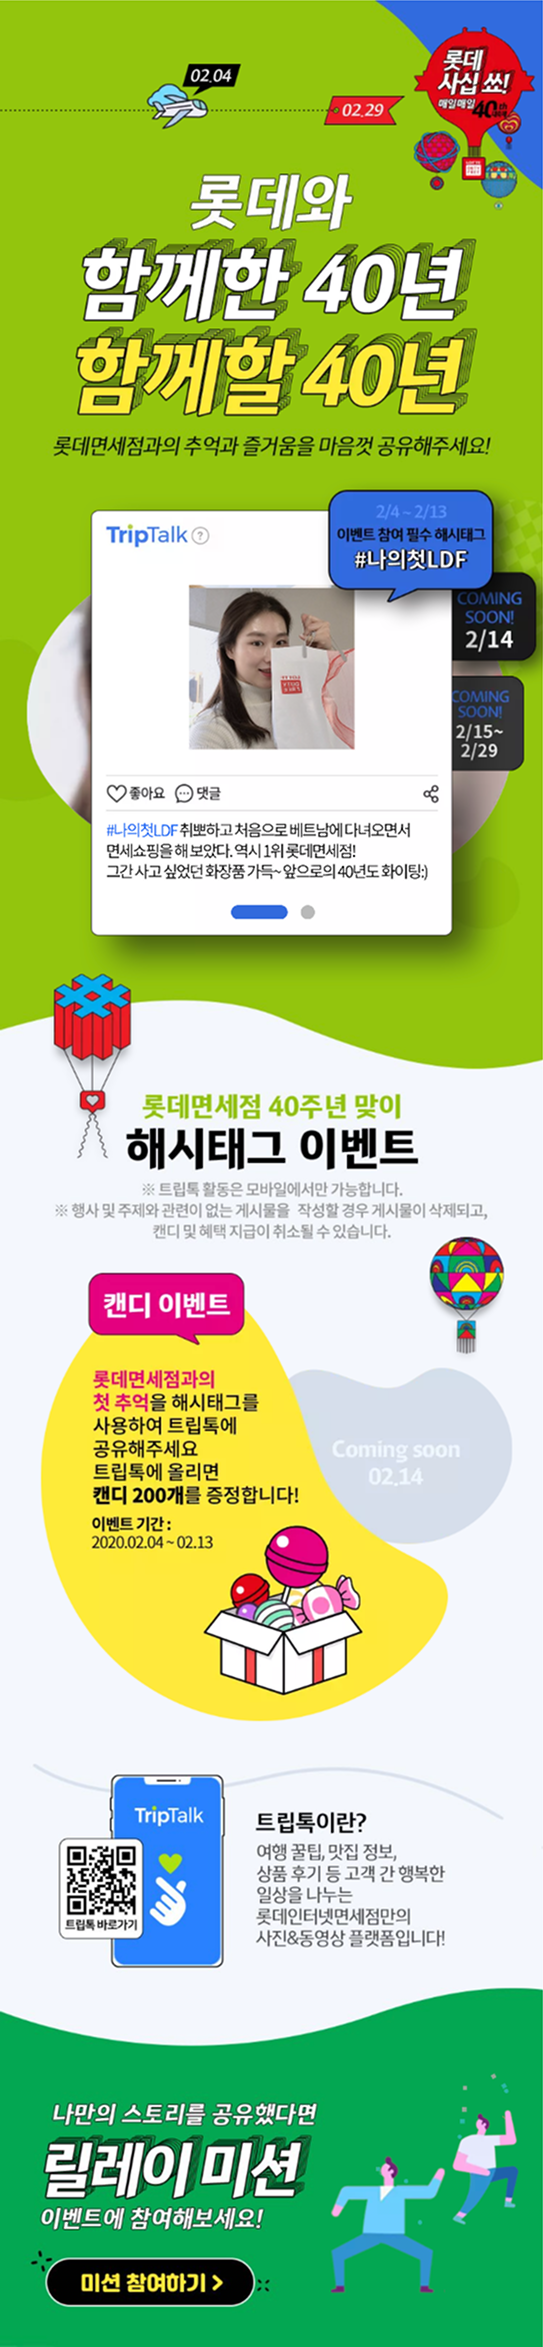 02.04
02.29
롯데
사십 쑈!
매일매일 40th
롯데와
함께한 40년
함께할 40년
롯데면세점과의 추억과 즐거움을 마음껏 공유해주세요!
2/4 ~ 2/13
이벤트 참여 필수 해시태그
#나의첫LDF
TripTalk ?
COMING
SOON!
2/14
COMING
SOON!
2/15~
2/29
좋아요 댓글
#나의첫LDF 취뽀하고 처음으로 베트남에 다녀오면서
면세쇼핑을 해 보았다. 역시 1위 롯데면세점!
그간 사고 싶었던 화장품 가득~ 앞으로의 40년도 화이팅:)
롯데면세점 40주년 맞이
해시태그 이벤트
※ 트립톡 활동은 모바일에서만 가능합니다.
※ 행사 및 주제와 관련이 없는 게시물을 작성할 경우 게시물이 삭제되고,
캔디 및 혜택 지급이 취소될 수 있습니다.
캔디 이벤트
롯데면세점과의
첫 추억을 해시태그를
사용하여 트립톡에
공유해주세요
트립톡에 올리면
캔디 200개를 증정합니다!
이벤트 기간 :
2020.02.04 ~ 02.13
Coming soon
02.14
TripTalk
트립톡 바로가기
트립톡이란?
여행 꿀팁, 맛집 정보,
상품 후기 등 고객 간 행복한
일상을 나누는
롯데인터넷면세점만의
사진&동영상 플랫폼입니다!
나만의 스토리를 공유했다면
릴레이 미션
이벤트에 참여해보세요!
미션 참여하기 >